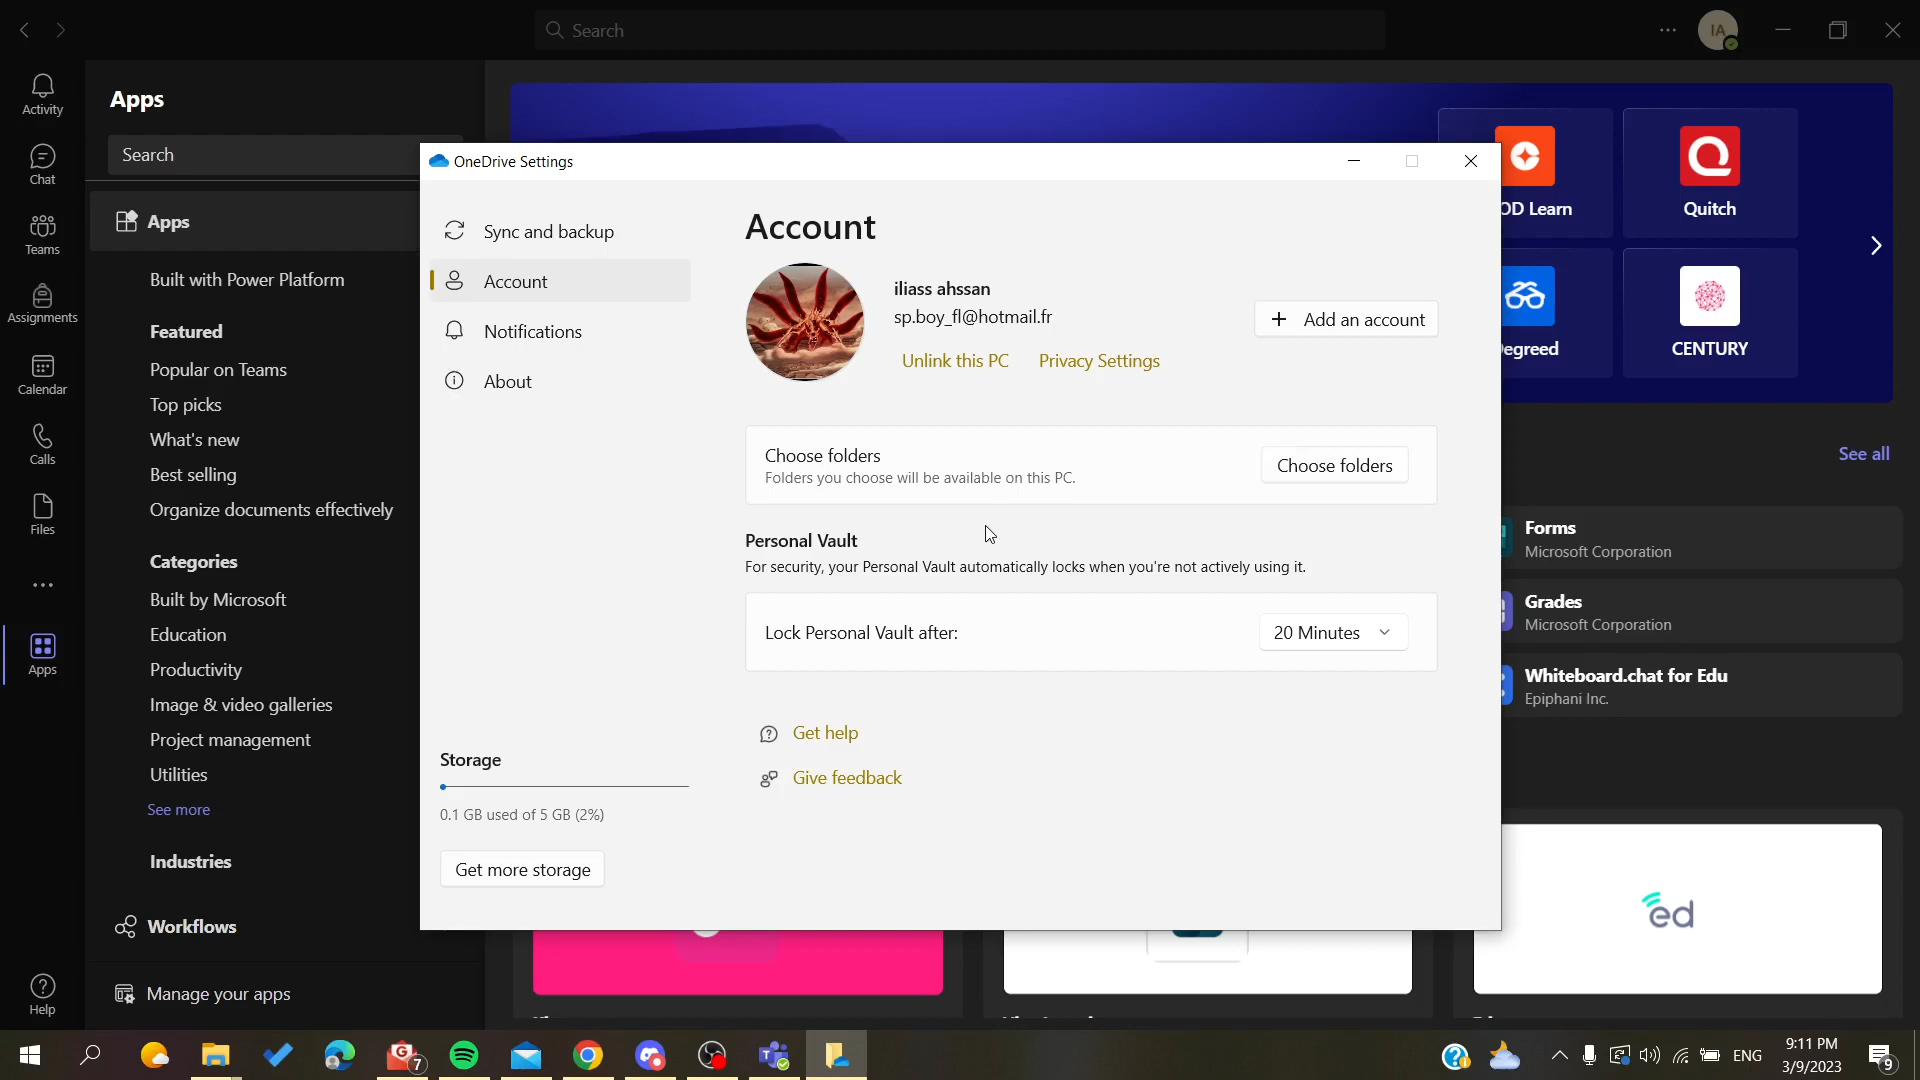 Search
IA
Activity
Chat
Teams
Assignments
Calendar
Calls
Files
Apps
Help
Apps
Search
Apps
Built with Power Platform
Featured
Popular on Teams
Top picks
What's new
Best selling
Organize documents effectively
Categories
Built by Microsoft
Education
Productivity
Image & video galleries
Project management
Utilities
See more
Industries
Workflows
Manage your apps
OneDrive Settings
Sync and backup
Account
Notifications
About
Storage
0.1 GB used of 5 GB (2%)
Get more storage
Account
iliass ahssan
sp.boy_fl@hotmail.fr
Unlink this PC
Privacy Settings
Add an account
Choose folders
Folders you choose will be available on this PC.
Choose folders
Personal Vault
For security, your Personal Vault automatically locks when you're not actively using it.
Lock Personal Vault after:
20 Minutes
Get help
Give feedback
OD Learn
Quitch
egreed
CENTURY
See all
Forms
Microsoft Corporation
Grades
Microsoft Corporation
Whiteboard.chat for Edu
Epiphani Inc.
ed
7
ENG
9:11 PM
3/9/2023
9